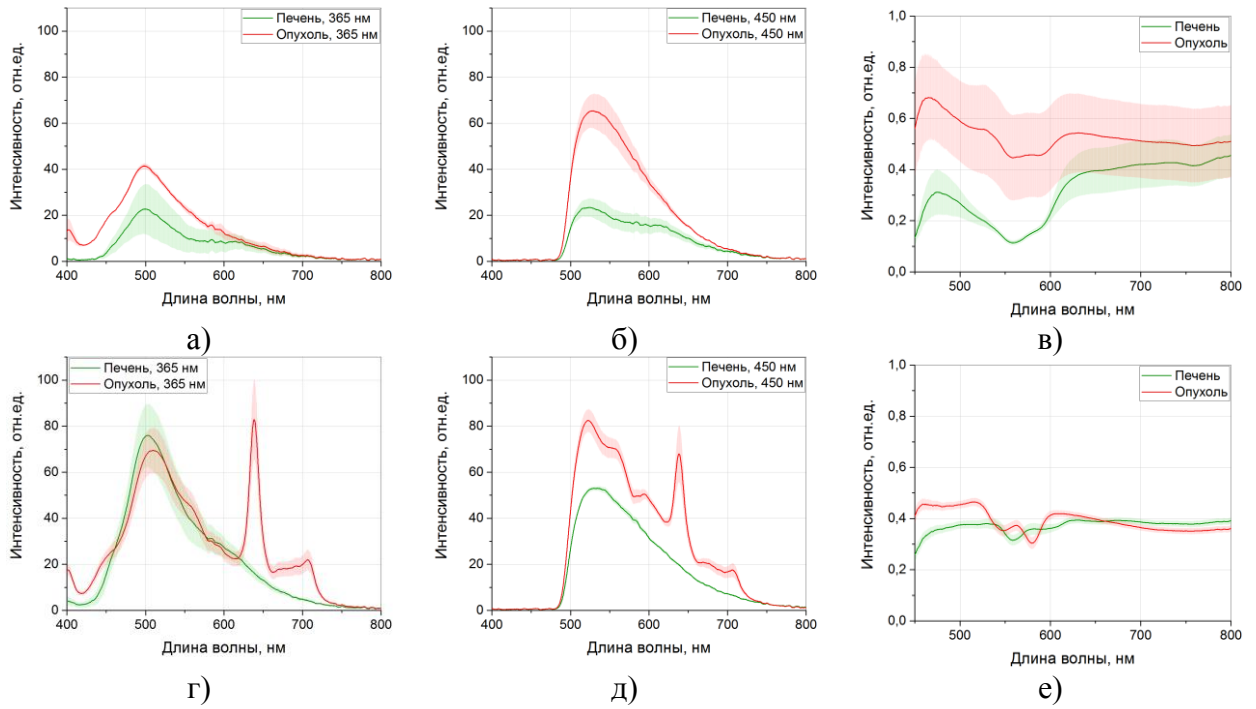 Интенсивность, отн.ед.
100
80
60
40
20
0
Печень, 365 нм
Опухоль, 365 нм
400 500 600 700 800
Длина волны, нм
а)
Интенсивность, отн.ед.
100
80
60
40
20
0
Печень, 450 нм
Опухоль, 450 нм
400 500 600 700 800
Длина волны, нм
б)
Интенсивность, отн.ед.
1,0
0,8
0,6
0,4
0,2
0,0
Печень
Опухоль
500 600 700 800
Длина волны, нм
в)
Интенсивность, отн.ед.
100
80
60
40
20
0
Печень, 365 нм
Опухоль, 365 нм
400 500 600 700 800
Длина волны, нм
г)
Интенсивность, отн.ед.
100
80
60
40
20
0
Печень, 450 нм
Опухоль, 450 нм
400 500 600 700 800
Длина волны, нм
д)
Интенсивность, отн.ед.
1,0
0,8
0,6
0,4
0,2
0,0
Печень
Опухоль
500 600 700 800
Длина волны, нм
е)